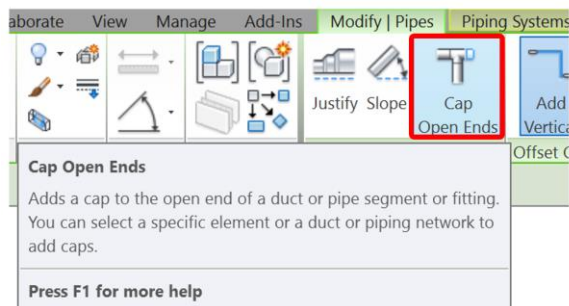 aborate View Manage Add-Ins Modify | Pipes Piping Systems
Justify Slope Cap Open Ends Add Vertica
Offset
Cap Open Ends
Adds a cap to the open end of a duct or pipe segment or fitting.
You can select a specific element or a duct or piping network to
add caps.
Press F1 for more help